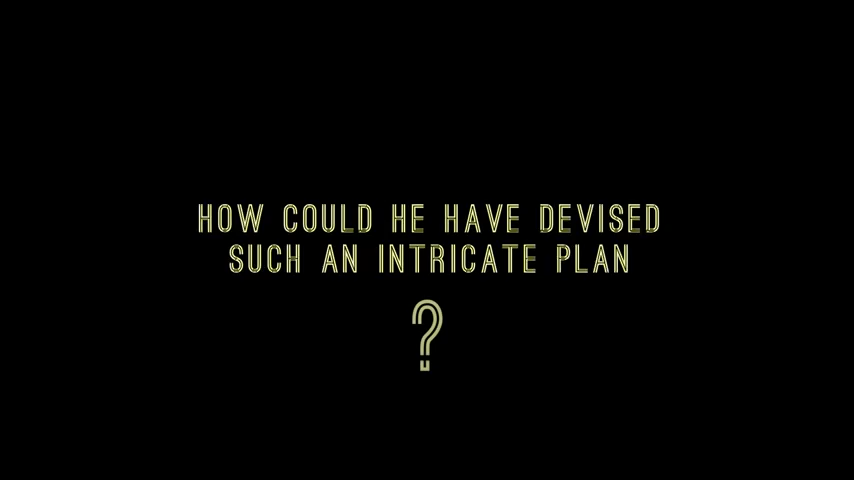 HOW COULD HE HAVE DEVISED
SUCH AN INTRICATE PLAN
?